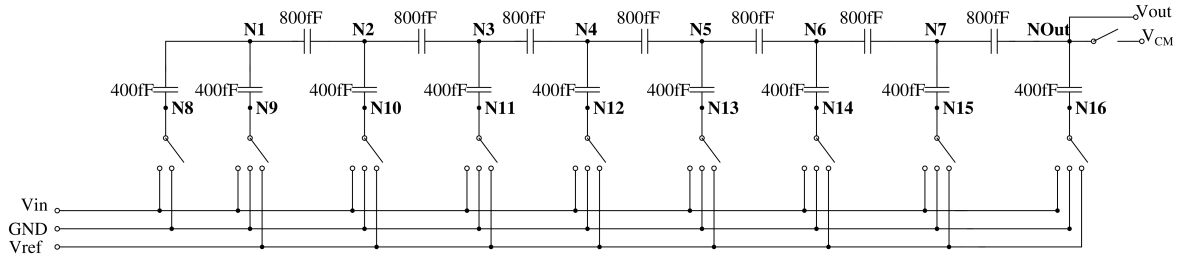 800fF 800fF 800fF 800fF 800fF 800fF 800fF
Vout
N1 N2 N3 N4 N5 N6 N7 NOut
VCM
400fF 400fF 400fF 400fF 400fF 400fF 400fF 400fF 400fF
N8 N9 N10 N11 N12 N13 N14 N15 N16
Vin
GND
Vref